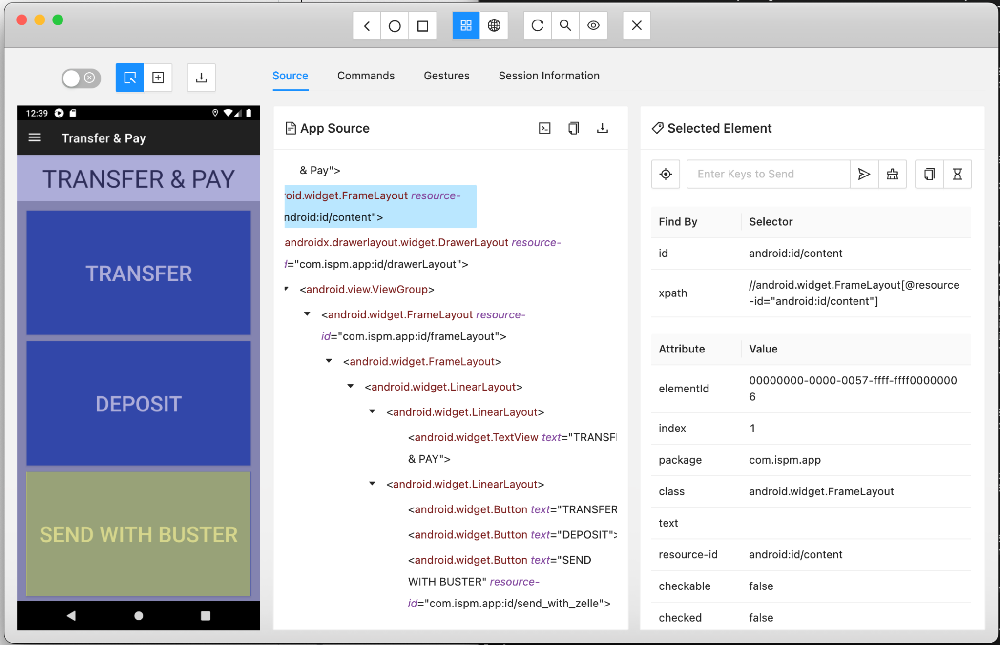 Source
Commands
Gestures
Session Information
12:39
Transfer & Pay
TRANSFER & PAY
TRANSFER
DEPOSIT
SEND WITH BUSTER
App Source
& Pay">
roid.widget.FrameLayout resource-
ndroid:id/content">
androidx.drawerlayout.widget.DrawerLayout resource-
d="com.ispm.app:id/drawerLayout">
<android.view.ViewGroup>
<android.widget.FrameLayout resource-
id="com.ispm.app:id/frameLayout">
<android.widget.FrameLayout>
<android.widget.LinearLayout>
<android.widget.LinearLayout>
<android.widget.TextView text="TRANSF
& PAY">
<android.widget.LinearLayout>
<android.widget.Button text="TRANSFER
<android.widget.Button text="DEPOSIT">
<android.widget.Button text="SEND
WITH BUSTER" resource-
id="com.ispm.app:id/send_with_zelle">
Selected Element
Enter Keys to Send
Find By Selector
id android:id/content
xpath //android.widget.FrameLayout[@resource
-id="android:id/content"]
Attribute Value
elementId 00000000-0000-0057-ffff-ffff0000000
6
index 1
package com.ispm.app
class android.widget.FrameLayout
text
resource-id android:id/content
checkable false
checked false